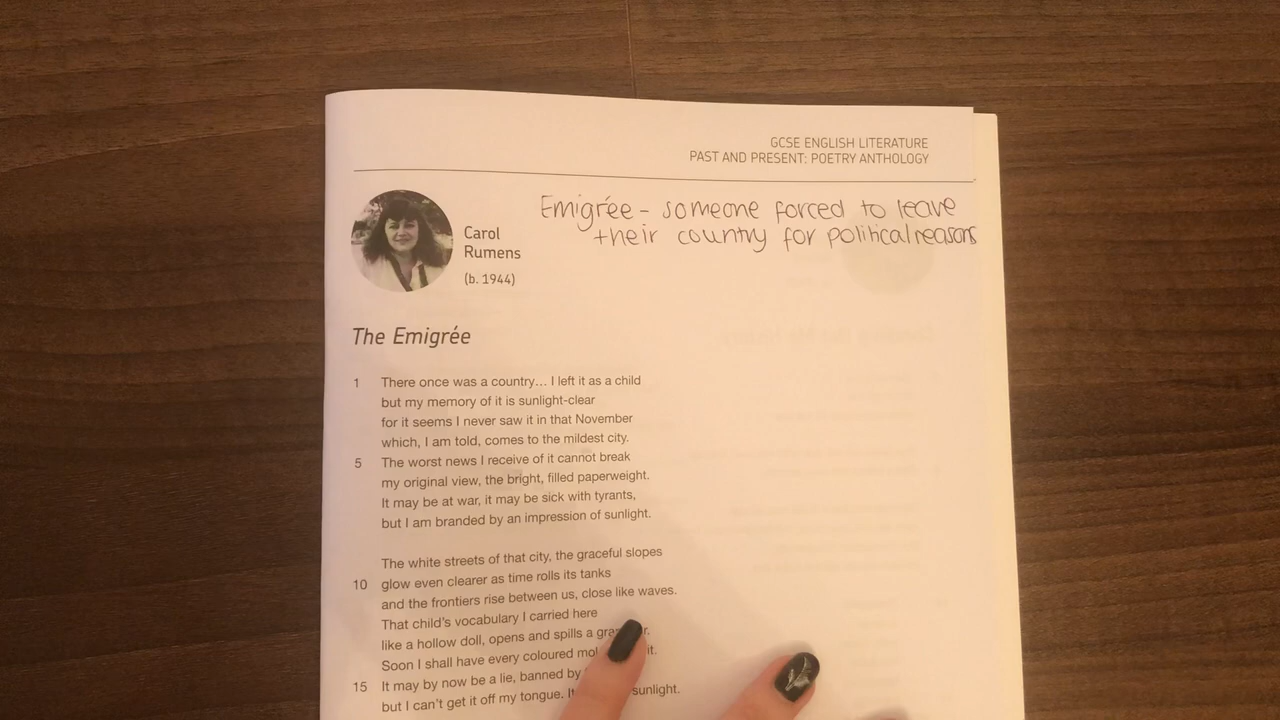 GCSE ENGLISH LITERATURE
PAST AND PRESENT: POETRY ANTHOLOGY
Emigrée - someone forced to leave
their country for political reasons
Carol
Rumens
(b. 1944)
The Emigrée
1 There once was a country... I left it as a child
but my memory of it is sunlight-clear
for it seems I never saw it in that November
which, I am told, comes to the mildest city.
5 The worst news I receive of it cannot break
my original view, the bright, filled paperweight.
It may be at war, it may be sick with tyrants,
but I am branded by an impression of sunlight.
The white streets of that city, the graceful slopes
10 glow even clearer as time rolls its tanks
and the frontiers rise between us, close like waves.
That child's vocabulary I carried here
like a hollow doll, opens and spills a
Soon I shall have every coloured it.
15 It may by now be a lie, banned by
but I can't get it off my tongue. sunlight.